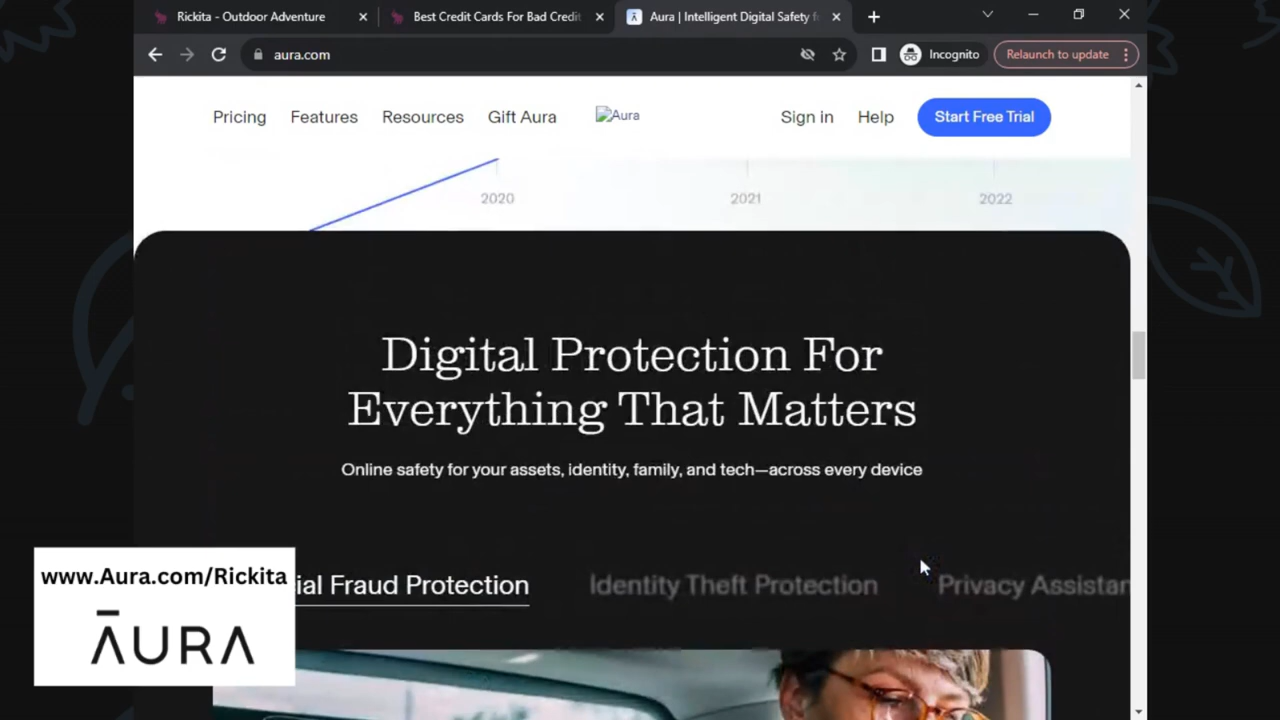 Rickita - Outdoor Adventure
Best Credit Cards For Bad Credit
Aura | Intelligent Digital Safety f
aura.com
Incognito
Relaunch to update
Pricing
Features
Resources
Gift Aura
Aura
Sign in
Help
Start Free Trial
2020
2021
2022
Digital Protection For
Everything That Matters
Online safety for your assets, identity, family, and tech—across every device
ial Fraud Protection
Identity Theft Protection
Privacy Assistan
www.Aura.com/Rickita
ĀURA